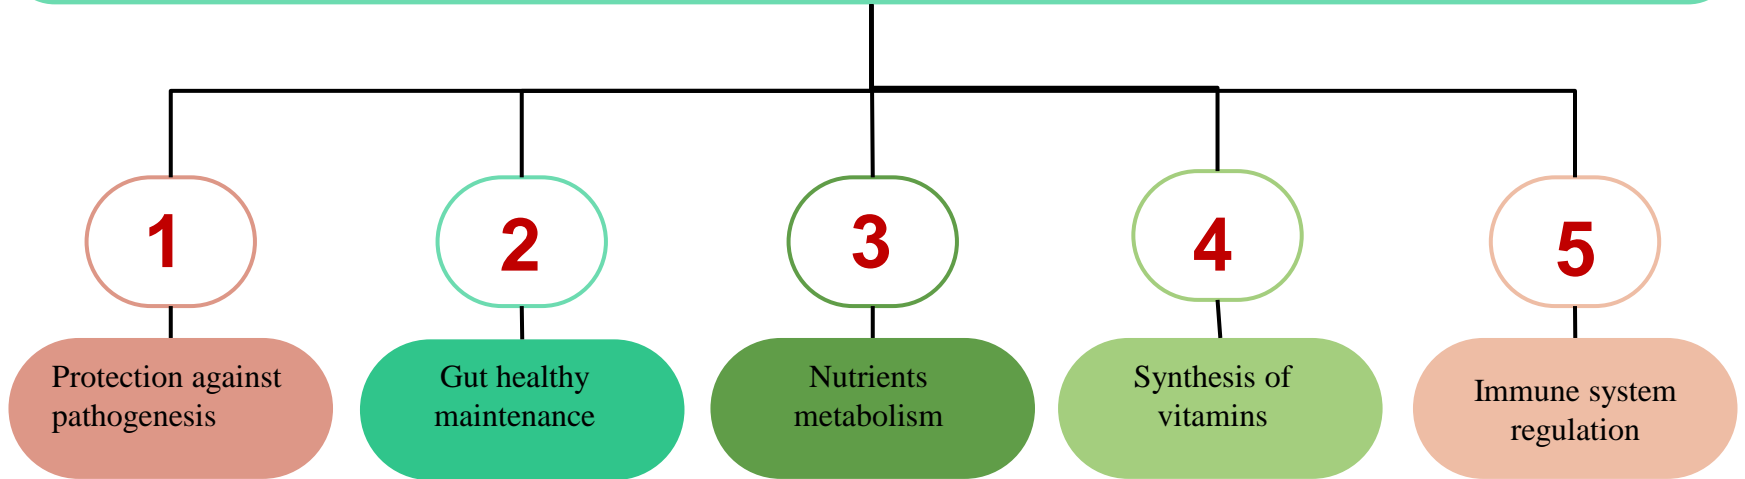 1
2
3
4
5
Protection against
pathogenesis
Gut healthy
maintenance
Nutrients
metabolism
Synthesis of
vitamins
Immune system
regulation